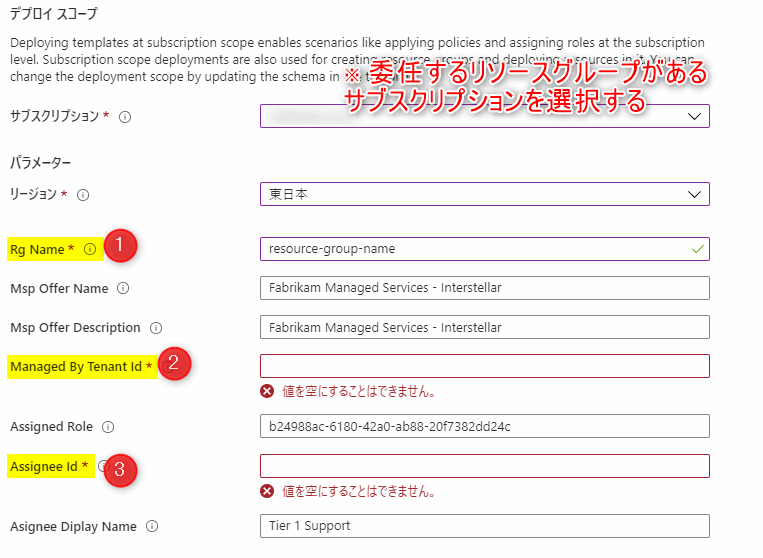 デプロイ スコープ
Deploying templates at subscription scope enables scenarios like applying policies and assigning roles at the subscription
level. Subscription scope deployments are also used for creating resource groups and deploying resources in it. You can
change the deployment scope by updating the schema in the
※ 委任するリソースグループがある
サブスクリプションを選択する
サブスクリプション *
パラメーター
リージョン * 東日本
Rg Name * 1 resource-group-name
Msp Offer Name Fabrikam Managed Services - Interstellar
Msp Offer Description Fabrikam Managed Services - Interstellar
Managed By Tenant Id * 2
値を空にすることはできません。
Assigned Role b24988ac-6180-42a0-ab88-20f7382dd24c
Assignee Id * 3
値を空にすることはできません。
Asignee Diplay Name Tier 1 Support